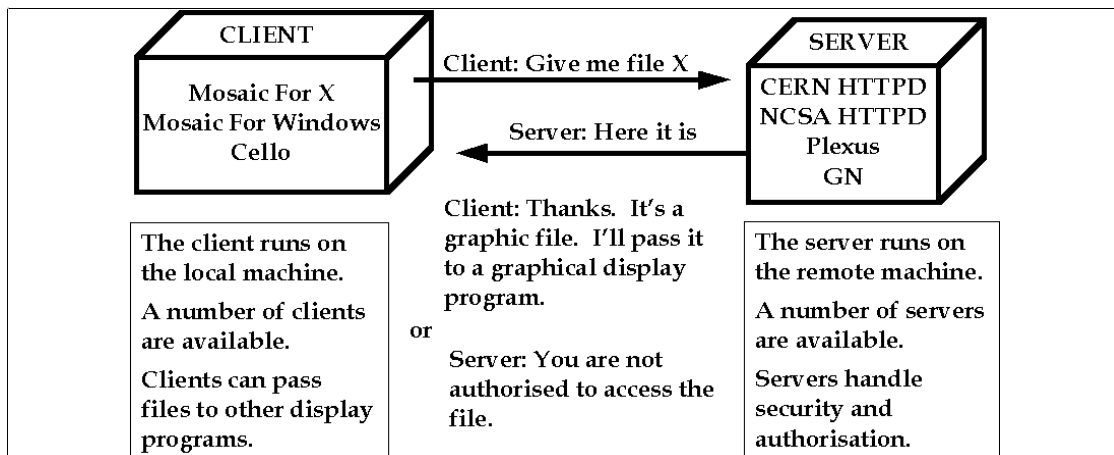 CLIENT
Mosaic For X
Mosaic For Windows
Cello
Client: Give me file X
Server: Here it is
SERVER
CERN HTTPD
NCSA HTTPD
Plexus
GN
The client runs on
the local machine.
A number of clients
are available.
Clients can pass
files to other display
programs.
Client: Thanks. It's a
graphic file. I'll pass it
to a graphical display
program.
or
Server: You are not
authorised to access the
file.
The server runs on
the remote machine.
A number of servers
are available.
Servers handle
security and
authorisation.